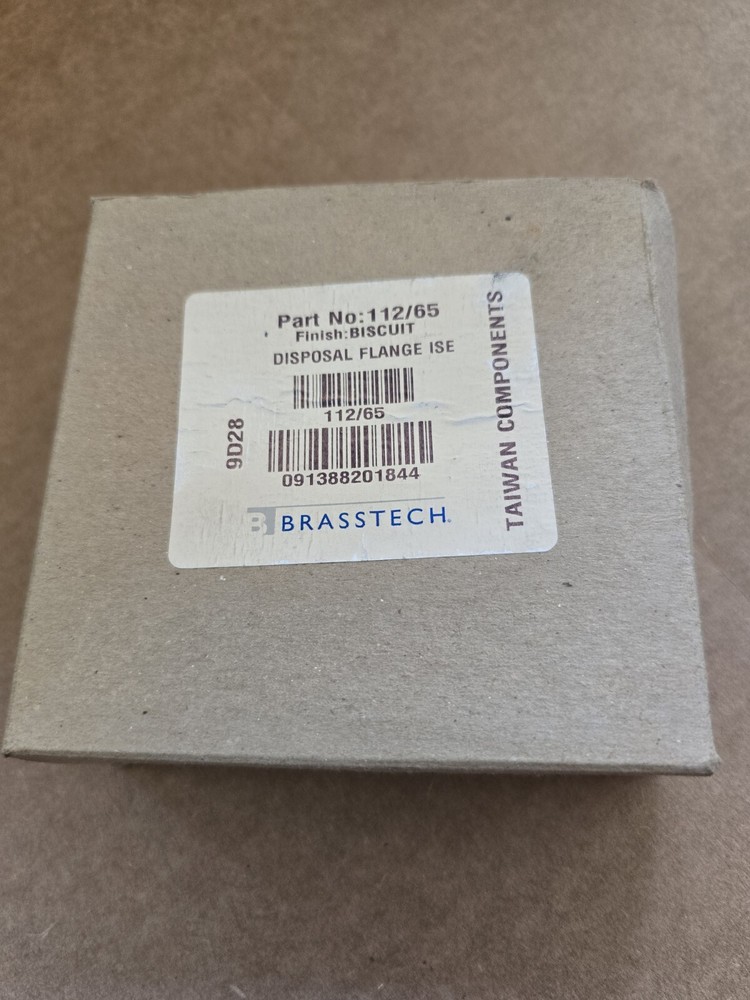 Part No:112/65
Finish:BISCUIT
DISPOSAL FLANGE ISE
112/65
091388201844
B BRASSTECH.
9D28
TAIWAN COMPONENTS